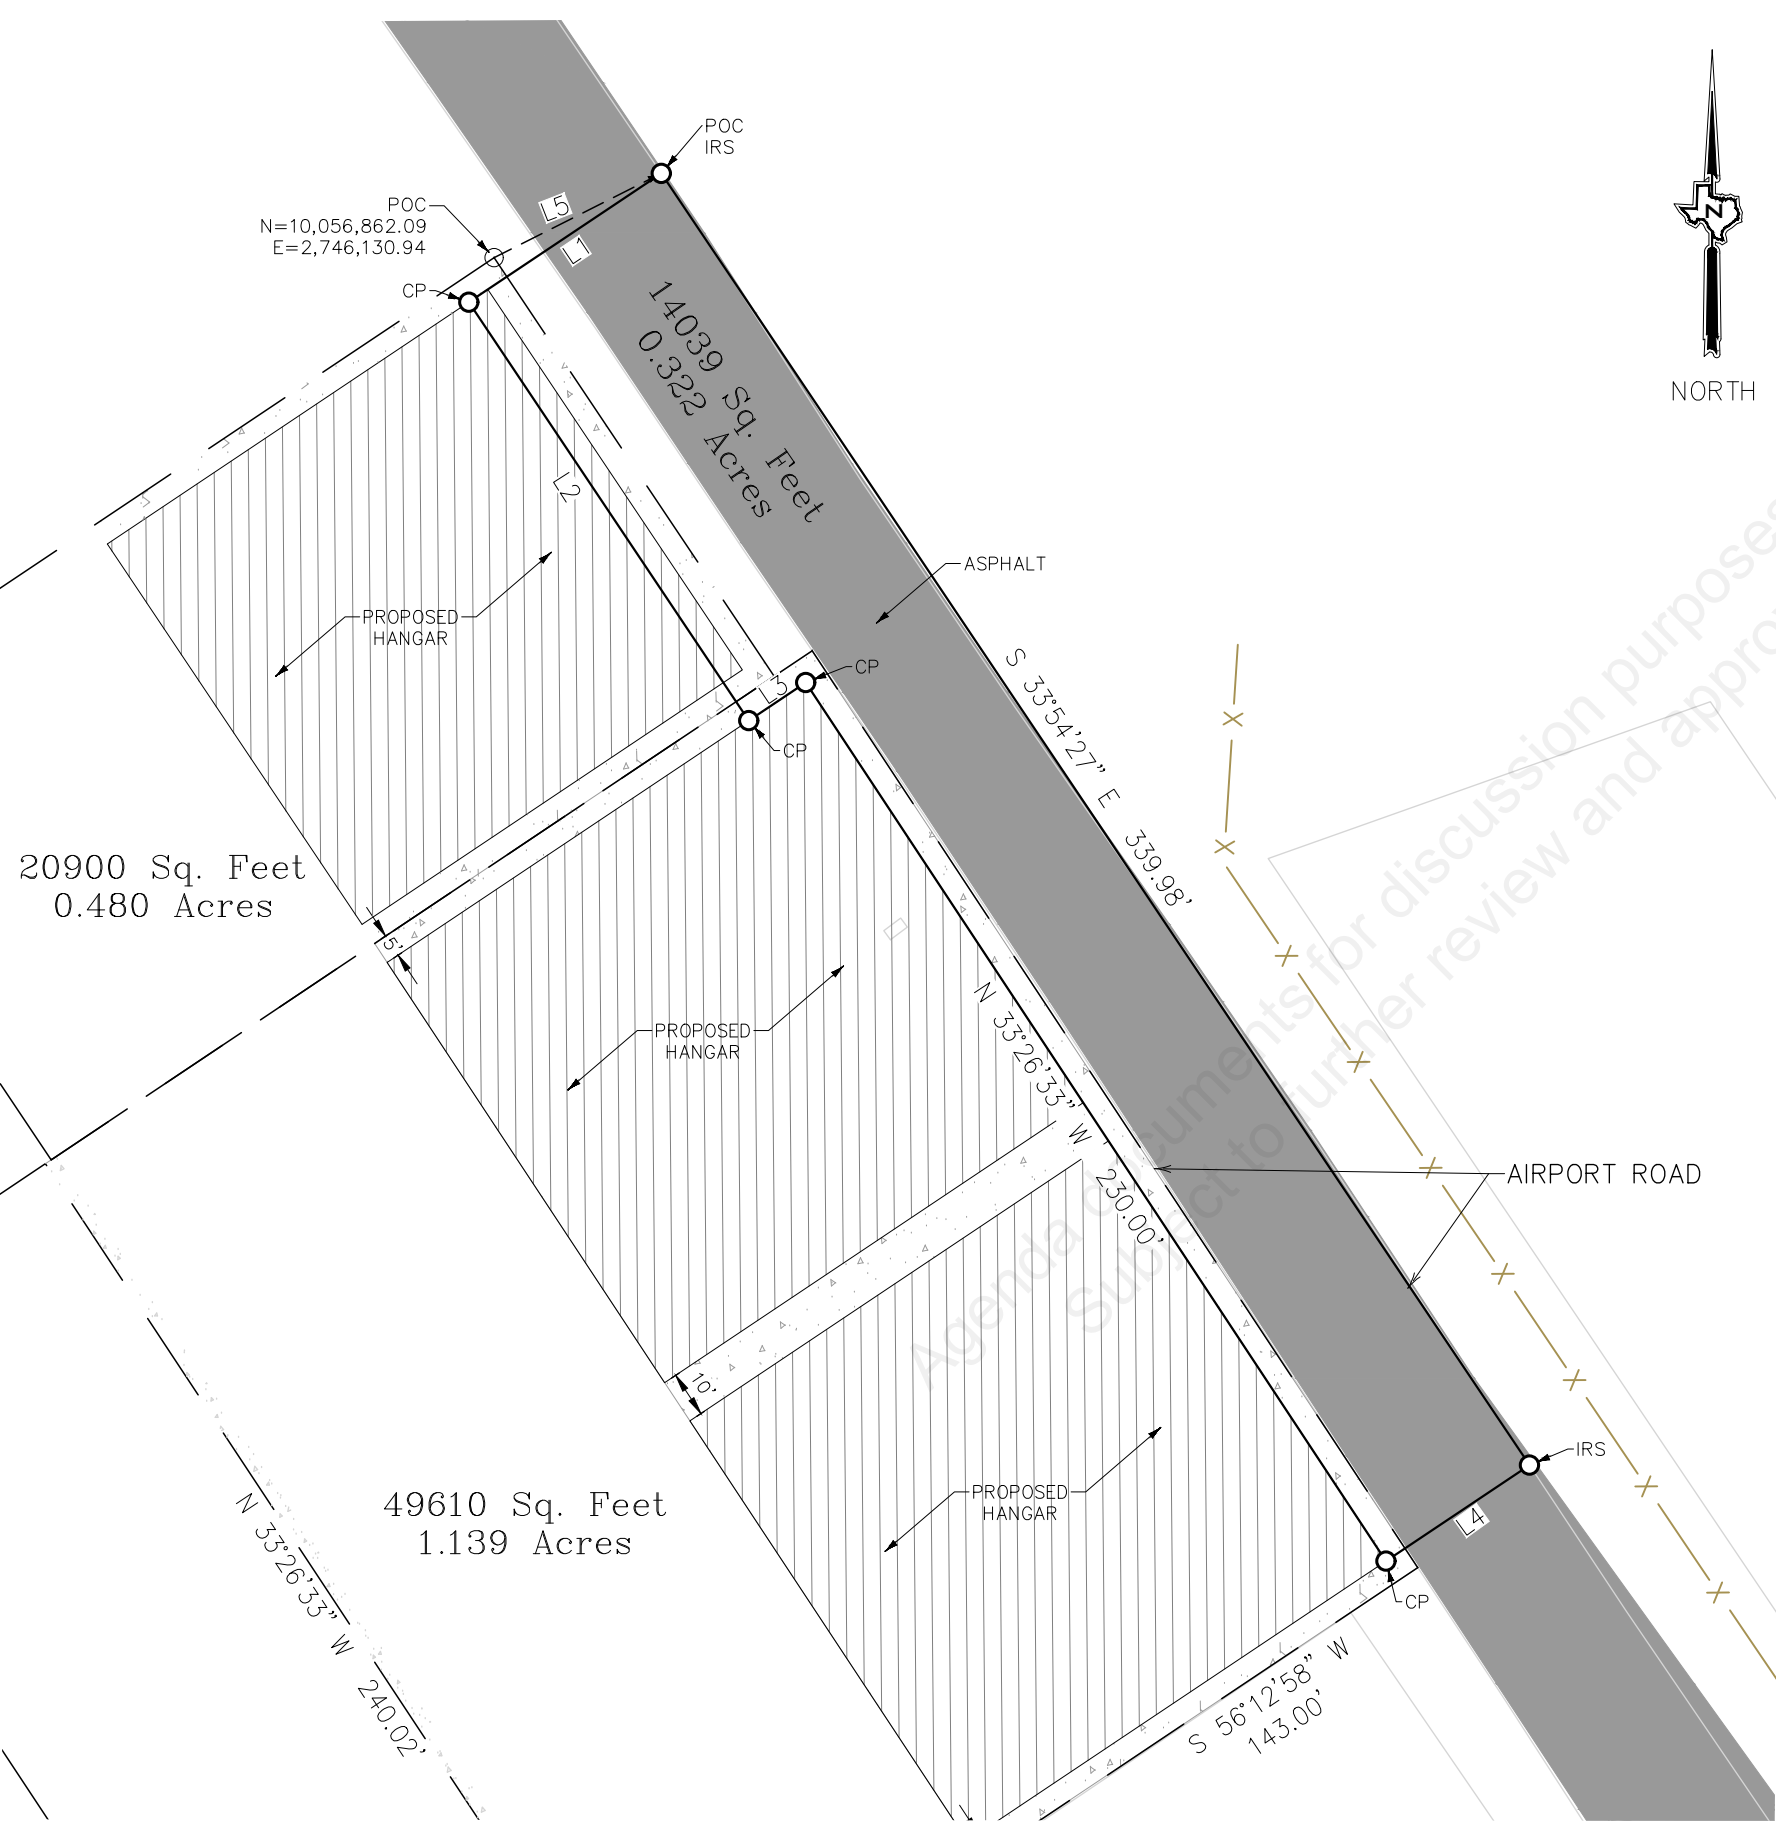 POC
IRS
POC
N=10,056,862.09
E=2,746,130.94
L5
L1
CP
N
NORTH
14039 Sq. Feet
0.322 Acres
L2
ASPHALT
PROPOSED
HANGAR
S 33°54'27" E 339.98'
CP
L3
CP
20900 Sq. Feet
0.480 Acres
5'
PROPOSED
HANGAR
N 33°26'33" W 230.00'
AIRPORT ROAD
10'
IRS
PROPOSED
HANGAR
L4
49610 Sq. Feet
1.139 Acres
CP
N 33°26'33" W 240.02'
S 56°12'58" W
143.00'
Agenda documents for discussion purposes
Subject to further review and appro